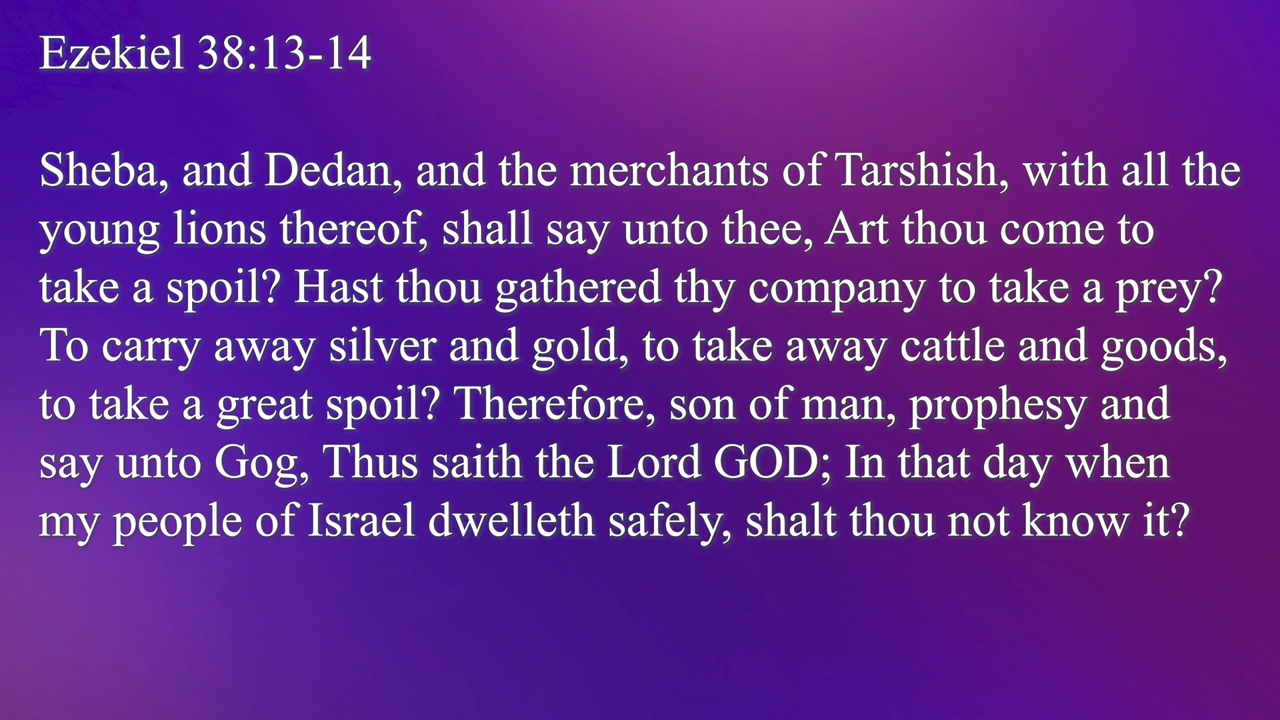 Ezekiel 38:13-14
Sheba, and Dedan, and the merchants of Tarshish, with all the
young lions thereof, shall say unto thee, Art thou come to
take a spoil? Hast thou gathered thy company to take a prey?
To carry away silver and gold, to take away cattle and goods,
to take a great spoil? Therefore, son of man, prophesy and
say unto Gog, Thus saith the Lord GOD; In that day when
my people of Israel dwelleth safely, shalt thou not know it?